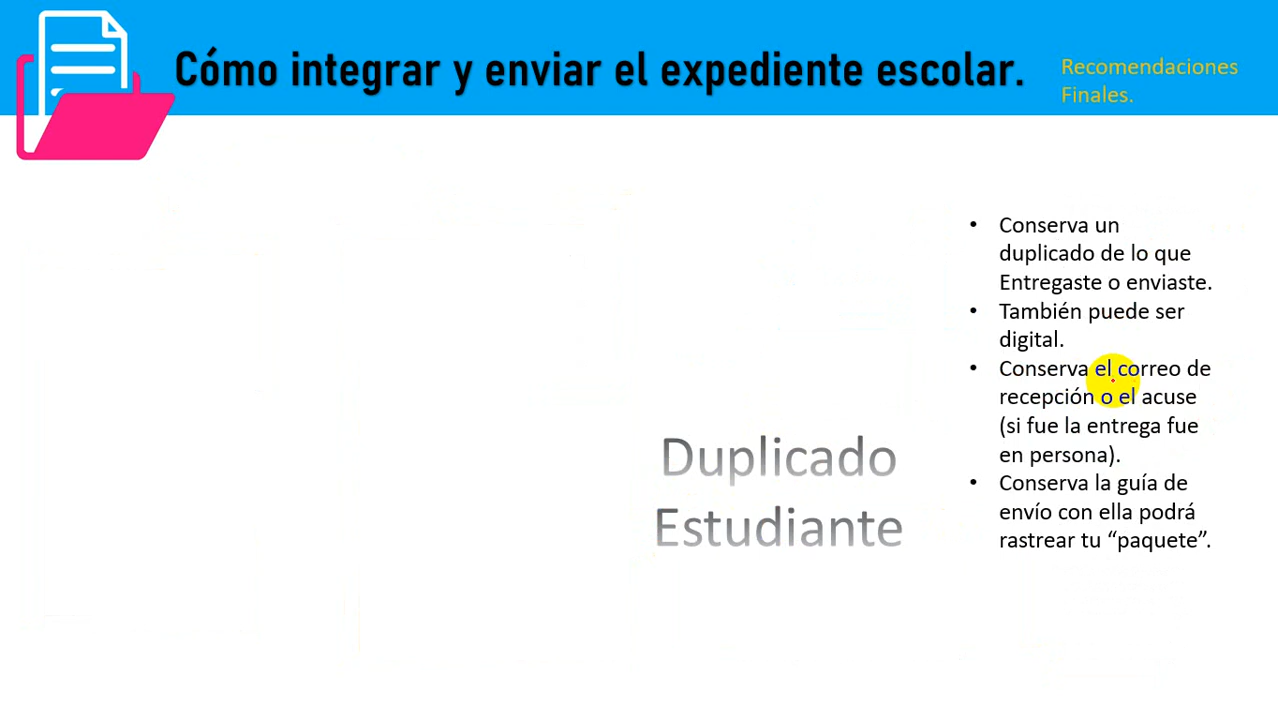 Cómo integrar y enviar el expediente escolar.
Recomendaciones
Finales.
• Conserva un
duplicado de lo que
Entregaste o enviaste.
• También puede ser
digital.
• Conserva el correo de
recepción o el acuse
(si fue la entrega fue
en persona).
• Conserva la guía de
envío con ella podrá
rastrear tu “paquete”.
Duplicado
Estudiante